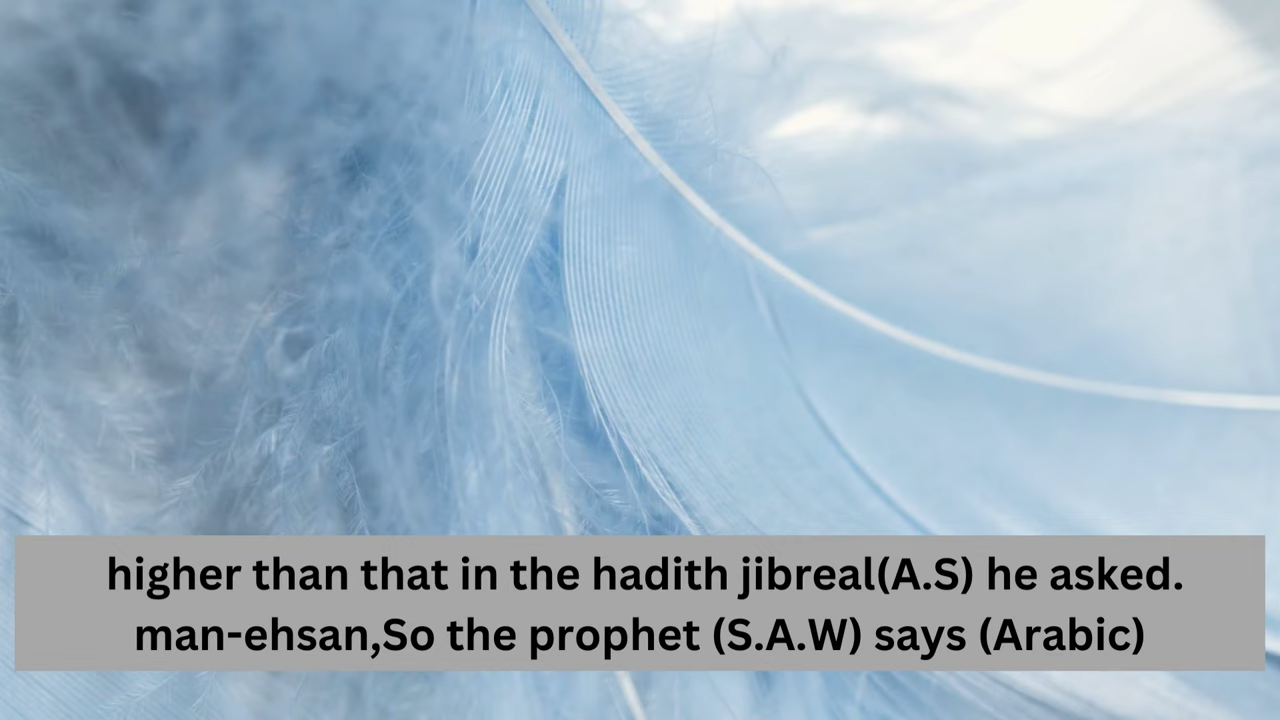 higher than that in the hadith jibreal(A.S) he asked.
man-ehsan,So the prophet (S.A.W) says (Arabic)